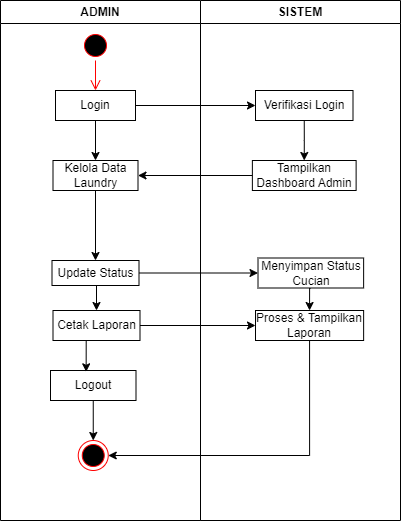 ADMIN
SISTEM
Login
Verifikasi Login
Kelola Data
Laundry
Tampilkan
Dashboard Admin
Update Status
Menyimpan Status
Cucian
Cetak Laporan
Proses & Tampilkan
Laporan
Logout